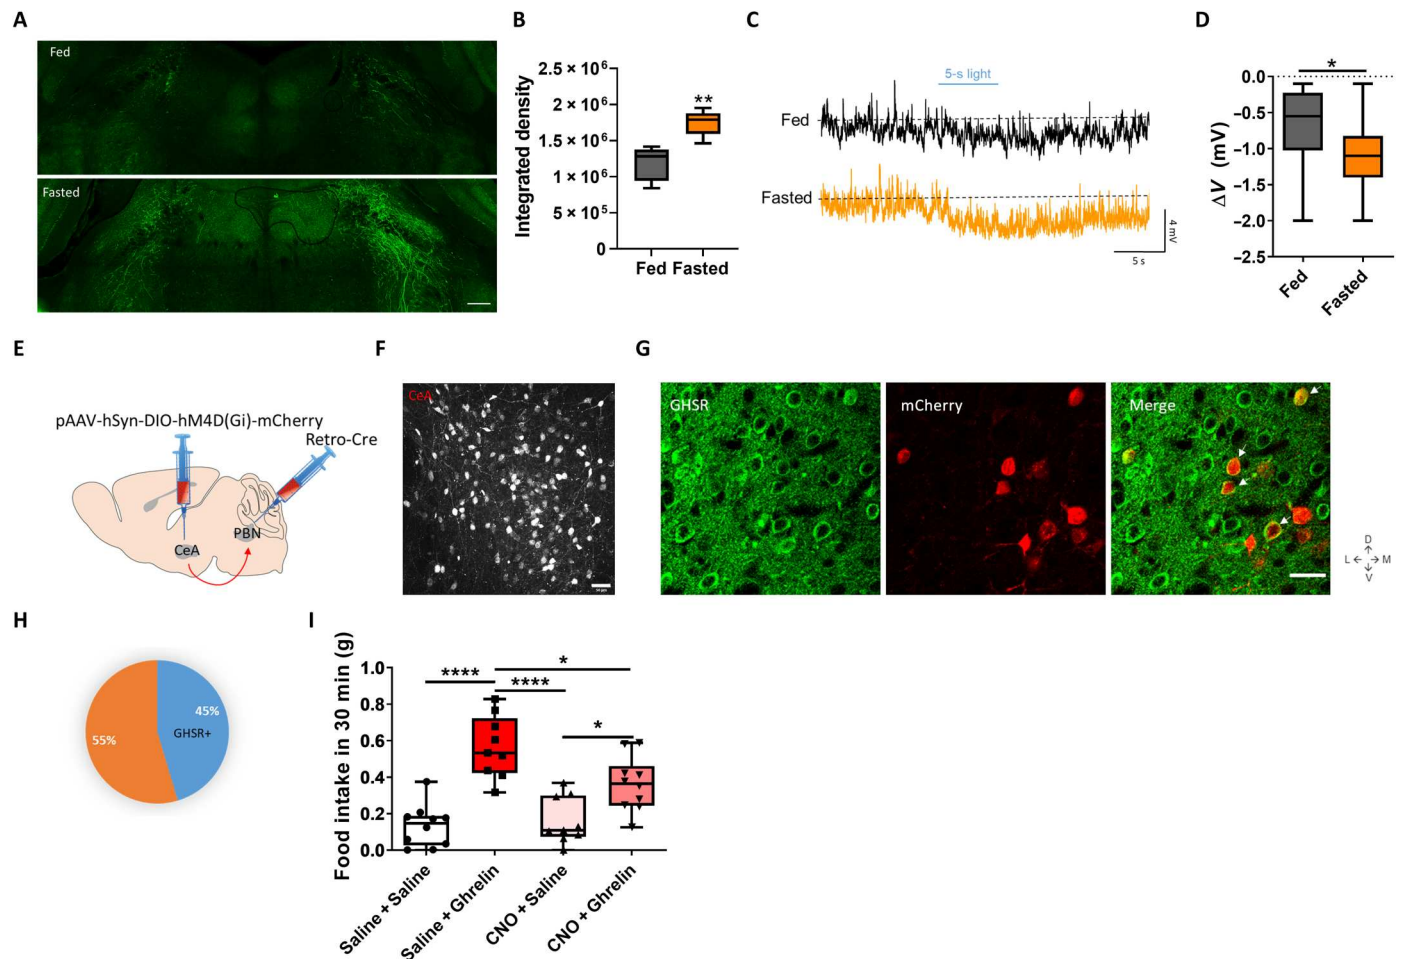 A
Fed
Fasted
B
Integrated density
2.5 × 10⁶
2 × 10⁶
1.5 × 10⁶
1 × 10⁶
5 × 10⁵
0
**
Fed Fasted
C
5-s light
Fed
Fasted
4 mV
5 s
D
ΔV (mV)
*
0.0
−0.5
−1.0
−1.5
−2.0
−2.5
Fed
Fasted
E
pAAV-hSyn-DIO-hM4D(Gi)-mCherry
Retro-Cre
CeA
PBN
F
CeA
G
GHSR
mCherry
Merge
D
L M
V
H
45%
GHSR+
55%
I
Food intake in 30 min (g)
1.0
0.8
0.6
0.4
0.2
0.0
****
*
****
*
Saline + Saline
Saline + Ghrelin
CNO + Saline
CNO + Ghrelin